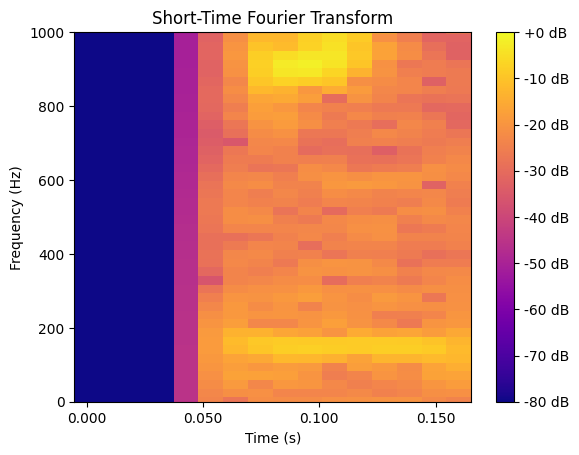 Short-Time Fourier Transform
1000
800
600
400
200
0
Frequency (Hz)
0.000
0.050
0.100
0.150
Time (s)
+0 dB
-10 dB
-20 dB
-30 dB
-40 dB
-50 dB
-60 dB
-70 dB
-80 dB